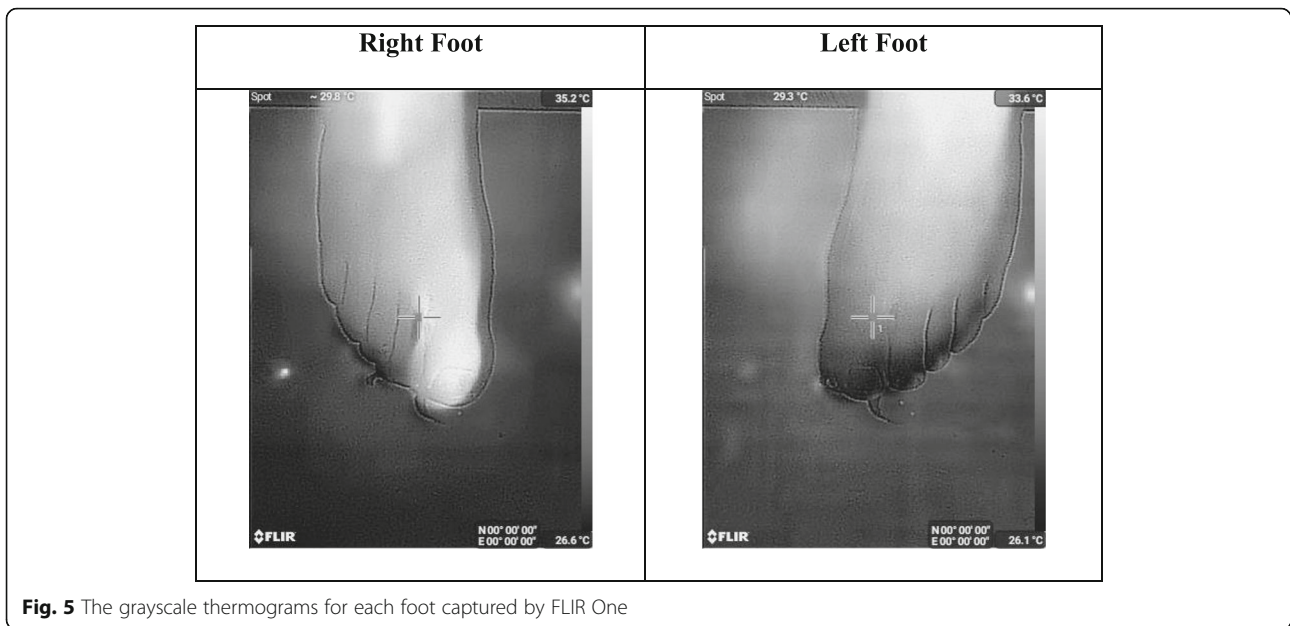 Right Foot
Left Foot
Spot ~ 29.8 °C 35.2 °C
Spot 29.3 °C 33.6 °C
1
FLIR
N 00° 00' 00"
E 00° 00' 00" 26.6 °C
FLIR
N 00° 00' 00"
E 00° 00' 00" 26.1 °C
Fig. 5 The grayscale thermograms for each foot captured by FLIR One